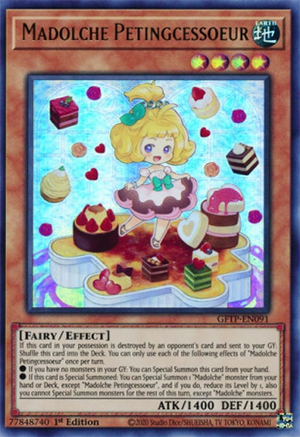 MADOLCHE PETINGCESSOEUR
EARTH
地
GFTP-EN091
[FAIRY/EFFECT]
If this card in your possession is destroyed by an opponent's card and sent to your GY:
Shuffle this card into the Deck. You can only use each of the following effects of "Madolche
Petingcessoeur" once per turn.
● If you have no monsters in your GY: You can Special Summon this card from your hand.
● If this card is Special Summoned: You can Special Summon 1 "Madolche" monster from your
hand or Deck, except "Madolche Petingcessoeur", and if you do, reduce its Level by 1, also
you cannot Special Summon monsters for the rest of this turn, except "Madolche" monsters.
ATK/1400 DEF/1400
77848740 1st Edition ©2020 Studio Dice/SHUEISHA, TV TOKYO, KONAMI